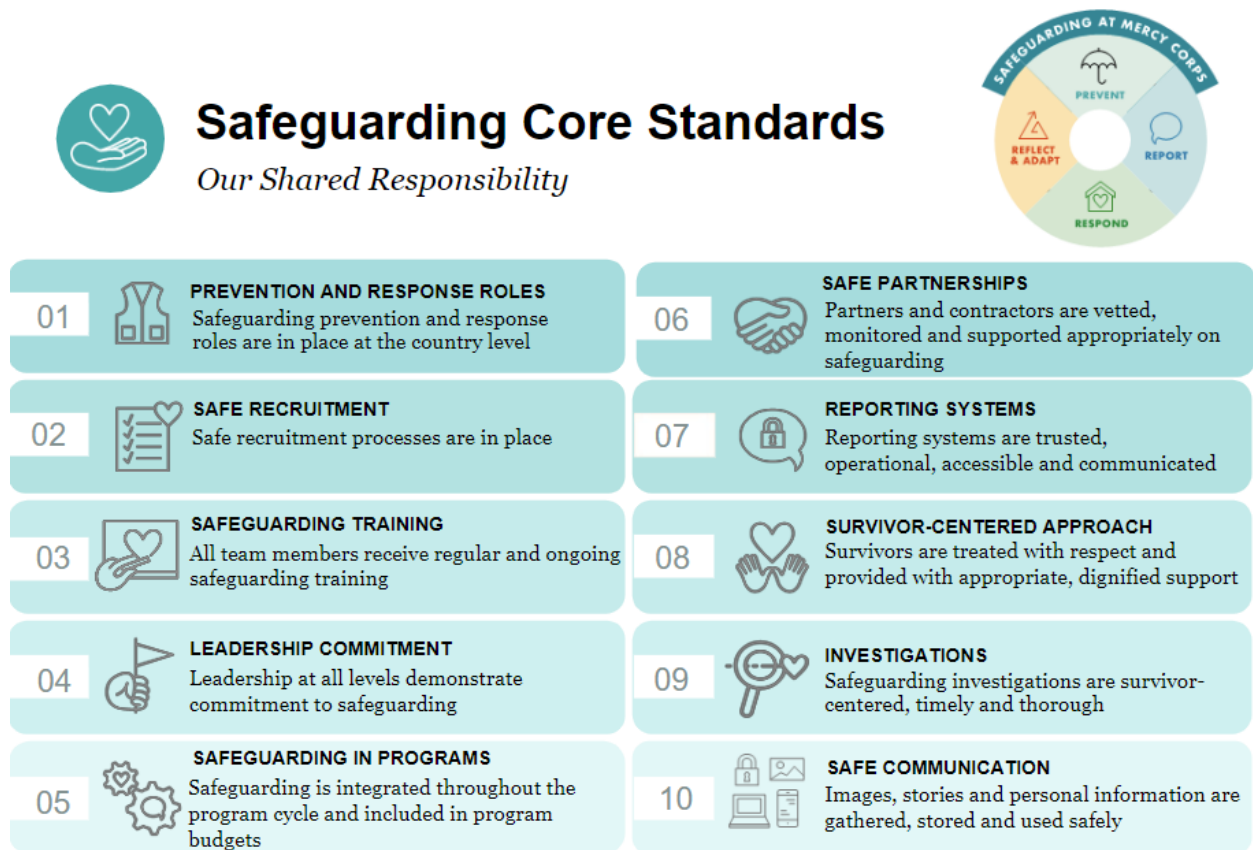 SAFEGUARDING AT MERCY CORPS
PREVENT
REPORT
RESPOND
REFLECT
& ADAPT
Safeguarding Core Standards
Our Shared Responsibility
01
PREVENTION AND RESPONSE ROLES
Safeguarding prevention and response
roles are in place at the country level
02
SAFE RECRUITMENT
Safe recruitment processes are in place
03
SAFEGUARDING TRAINING
All team members receive regular and ongoing
safeguarding training
04
LEADERSHIP COMMITMENT
Leadership at all levels demonstrate
commitment to safeguarding
05
SAFEGUARDING IN PROGRAMS
Safeguarding is integrated throughout the
program cycle and included in program
budgets
06
SAFE PARTNERSHIPS
Partners and contractors are vetted,
monitored and supported appropriately on
safeguarding
07
REPORTING SYSTEMS
Reporting systems are trusted,
operational, accessible and communicated
08
SURVIVOR-CENTERED APPROACH
Survivors are treated with respect and
provided with appropriate, dignified support
09
INVESTIGATIONS
Safeguarding investigations are survivor-
centered, timely and thorough
10
SAFE COMMUNICATION
Images, stories and personal information are
gathered, stored and used safely